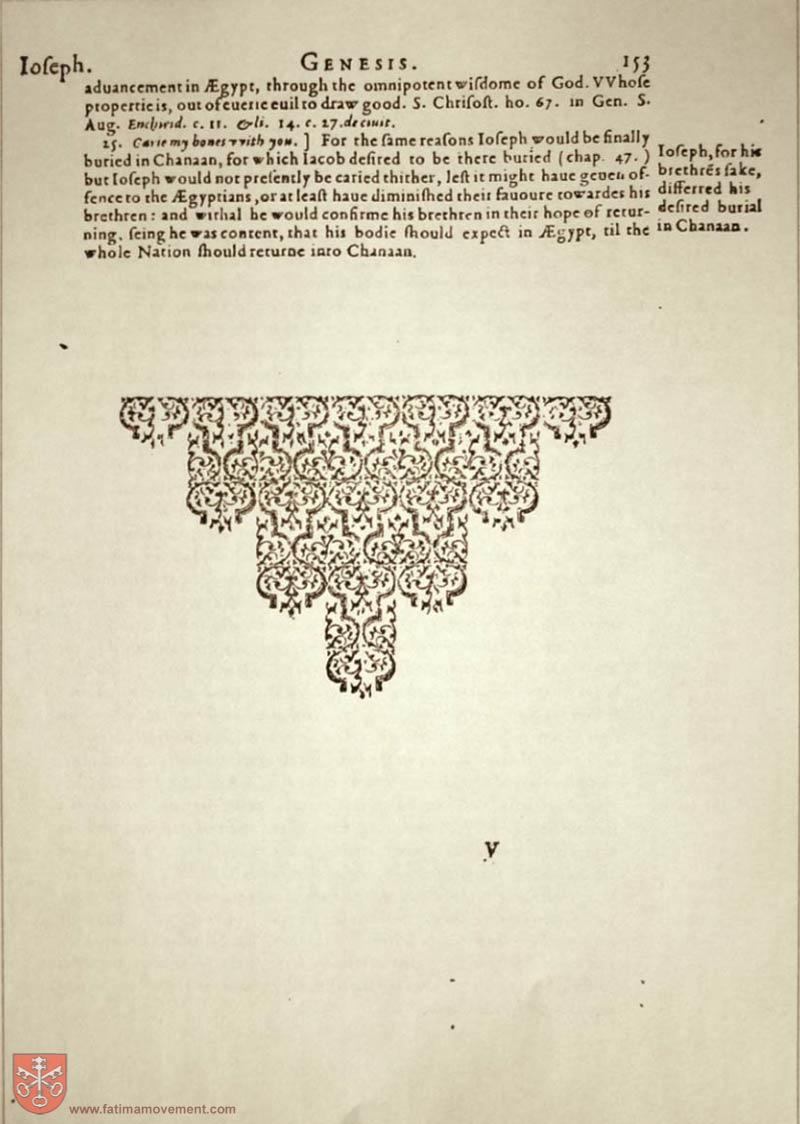 Ioſeph. GENESIS. 153
aduancement in Ægypt, through the omnipotent wiſdome of God. VVhoſe
propertie is, out of euerie euil to draw good. S. Chriſoſt. ho. 67. in Gen. S.
Aug. Enchirid. c. 11. & li. 14. c. 27. de ciuit.
25. Carie my bones with you. ] For the ſame reaſons Ioſeph would be finally
buried in Chanaan, for which Iacob deſired to be there buried (chap. 47. )
but Ioſeph would not preſently be caried thither, leſt it might haue geuen of-
fence to the Ægyptians, or at leaſt haue diminiſhed their fauoure towardes his
brethren: and withal he would confirme his brethren in their hope of retur-
ning. ſeing he was content, that his bodie ſhould expect in Ægypt, til the
whole Nation ſhould returne into Chanaan.
Ioſeph, for his
brethrẽs ſake,
differred his
deſired burial
in Chanaan.
V
www.fatimamovement.com